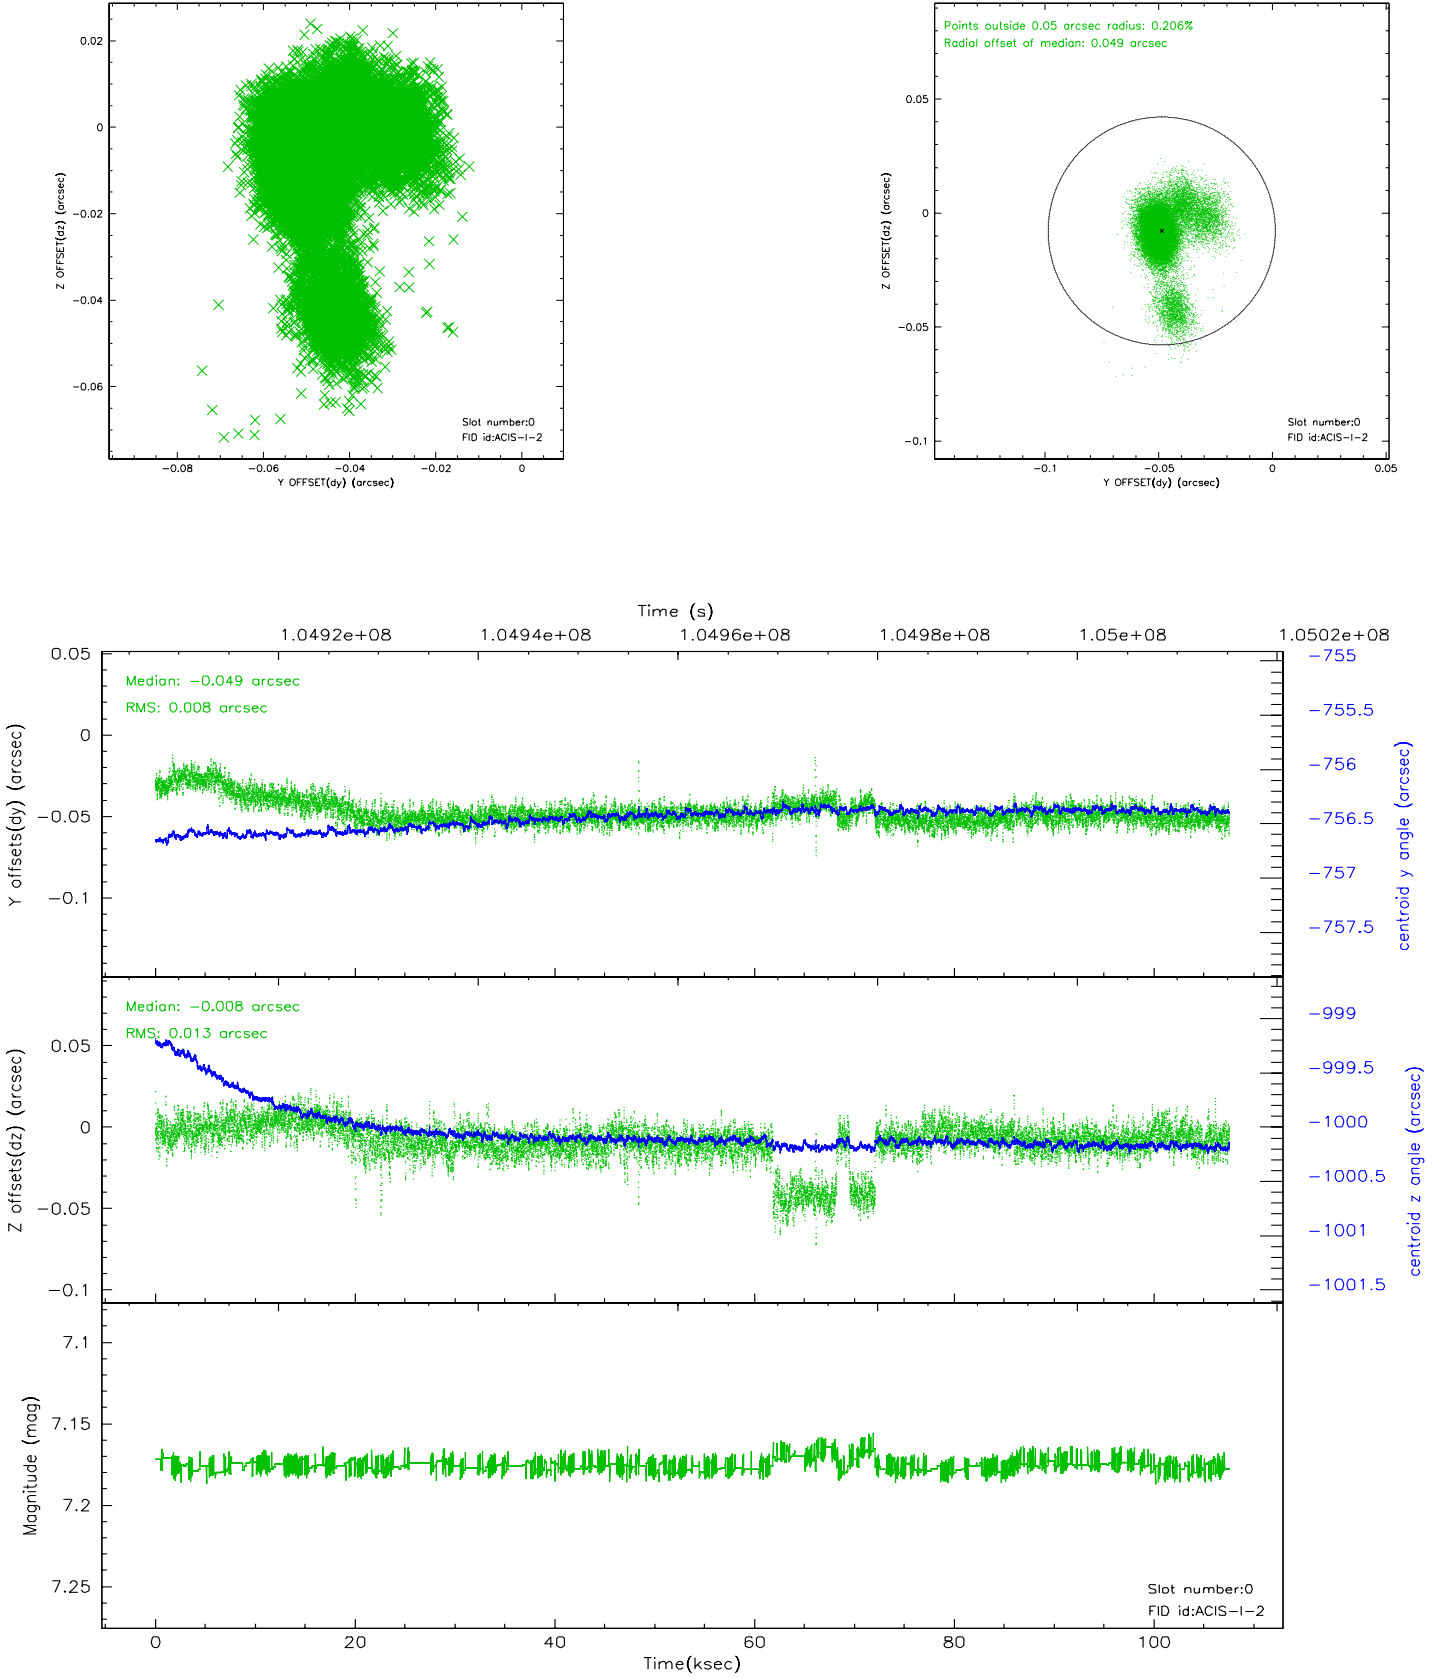 0.02
0
−0.02
−0.04
−0.06
Z OFFSET(dz) (arcsec)
Slot number:0
FID id:ACIS−I−2
−0.08 −0.06 −0.04 −0.02 0
Y OFFSET(dy) (arcsec)
Points outside 0.05 arcsec radius: 0.206%
Radial offset of median: 0.049 arcsec
0.05
0
−0.05
−0.1
Z OFFSET(dz) (arcsec)
Slot number:0
FID id:ACIS−I−2
−0.1 −0.05 0 0.05
Y OFFSET(dy) (arcsec)
Time (s)
1.0492e+08 1.0494e+08 1.0496e+08 1.0498e+08 1.05e+08 1.0502e+08
Median: −0.049 arcsec
RMS: 0.008 arcsec
0.05
0
−0.05
−0.1
Y offsets(dy) (arcsec)
−755
−755.5
−756
−756.5
−757
−757.5
centroid y angle (arcsec)
Median: −0.008 arcsec
RMS: 0.013 arcsec
0.05
0
−0.05
−0.1
Z offsets(dz) (arcsec)
−999
−999.5
−1000
−1000.5
−1001
−1001.5
centroid z angle (arcsec)
7.1
7.15
7.2
7.25
Magnitude (mag)
Slot number:0
FID id:ACIS−I−2
0 20 40 60 80 100
Time(ksec)